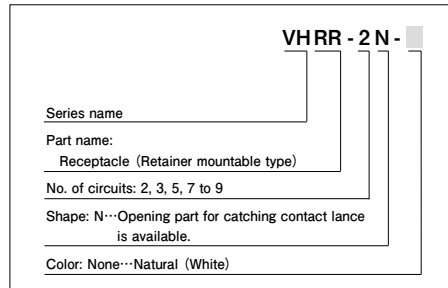 VHRR - 2 N -
Series name
Part name:
Receptacle (Retainer mountable type)
No. of circuits: 2, 3, 5, 7 to 9
Shape: N…Opening part for catching contact lance
is available.
Color: None…Natural (White)